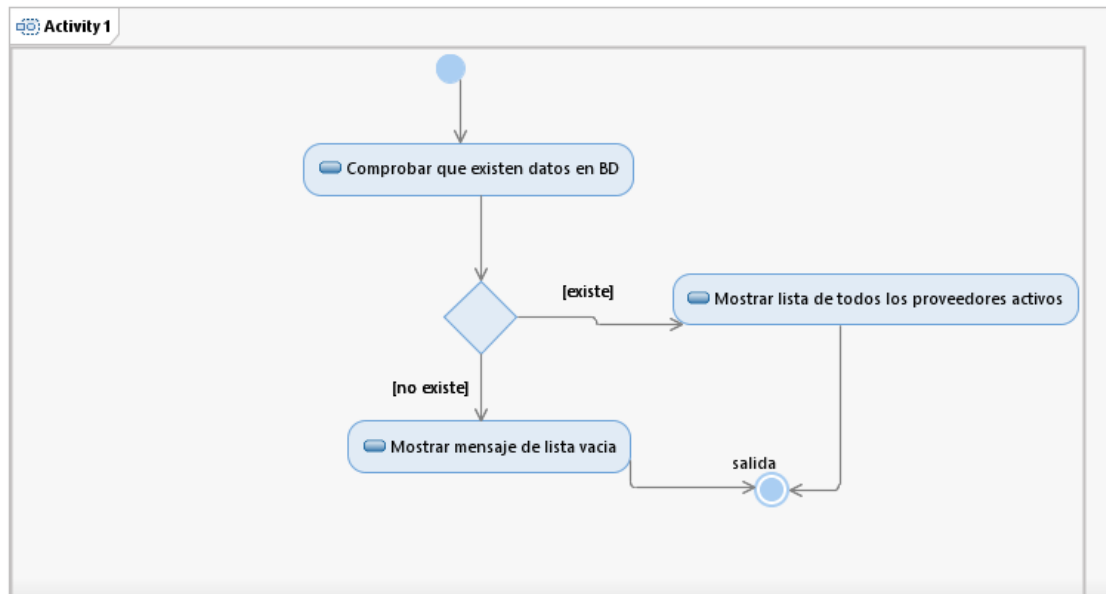 Activity 1
Comprobar que existen datos en BD
[existe]
Mostrar lista de todos los proveedores activos
[no existe]
Mostrar mensaje de lista vacia
salida